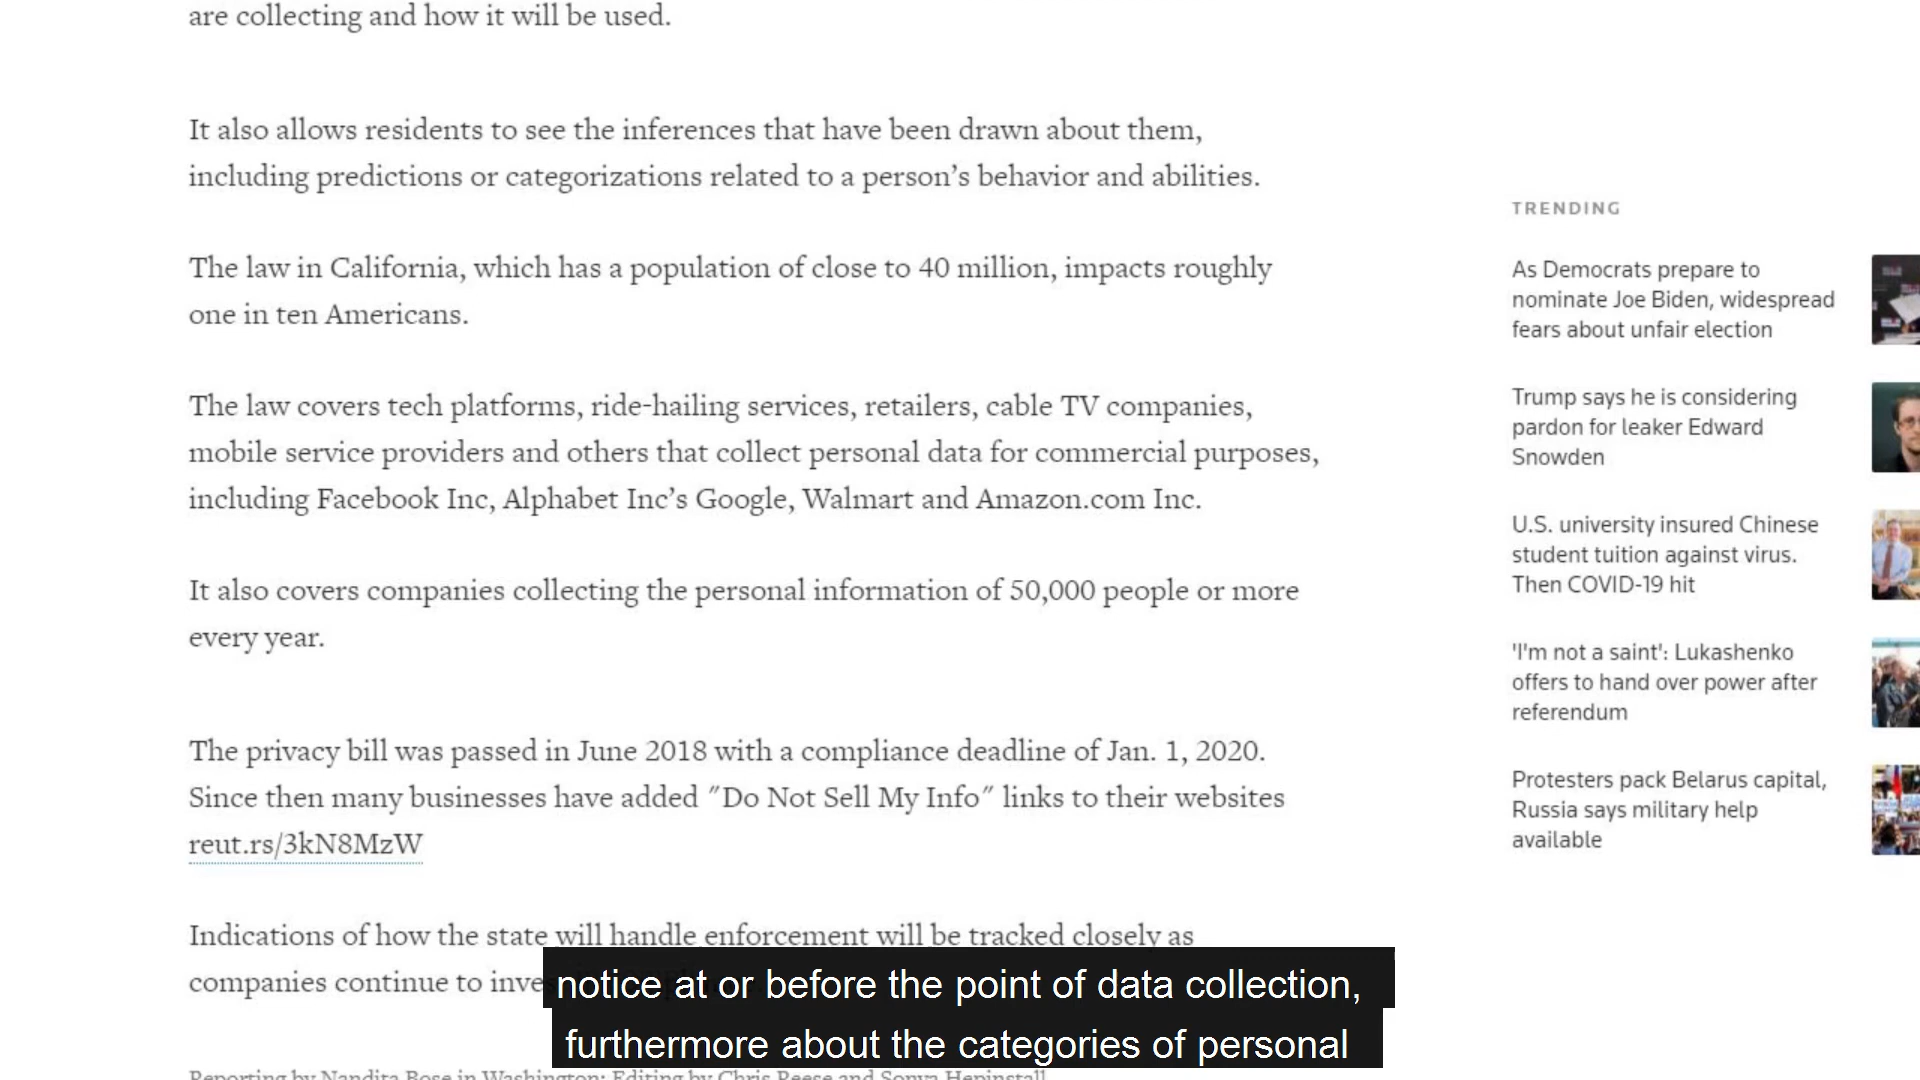 are collecting and how it will be used.
It also allows residents to see the inferences that have been drawn about them,
including predictions or categorizations related to a person’s behavior and abilities.
The law in California, which has a population of close to 40 million, impacts roughly
one in ten Americans.
The law covers tech platforms, ride-hailing services, retailers, cable TV companies,
mobile service providers and others that collect personal data for commercial purposes,
including Facebook Inc, Alphabet Inc’s Google, Walmart and Amazon.com Inc.
It also covers companies collecting the personal information of 50,000 people or more
every year.
The privacy bill was passed in June 2018 with a compliance deadline of Jan. 1, 2020.
Since then many businesses have added "Do Not Sell My Info" links to their websites
reut.rs/3kN8MzW
Indications of how the state will handle enforcement will be tracked closely as
companies continue to
Reporting by Nandita Bose in Washington; Editing by Chris Reese and Sonya Hepinstall
TRENDING
As Democrats prepare to
nominate Joe Biden, widespread
fears about unfair election
Trump says he is considering
pardon for leaker Edward
Snowden
U.S. university insured Chinese
student tuition against virus.
Then COVID-19 hit
'I'm not a saint': Lukashenko
offers to hand over power after
referendum
Protesters pack Belarus capital,
Russia says military help
available
notice at or before the point of data collection,
furthermore about the categories of personal